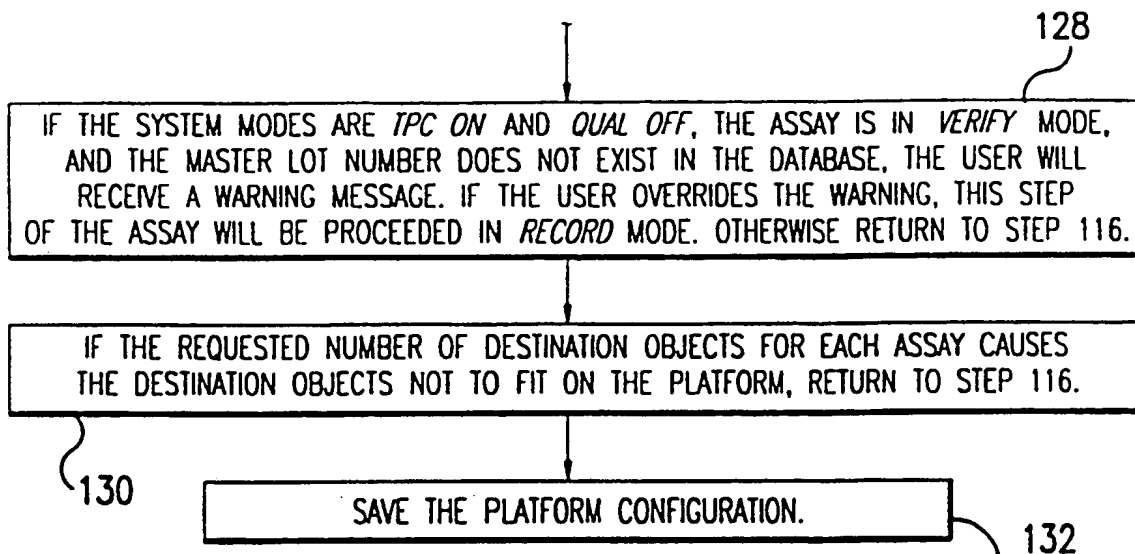 128
IF THE SYSTEM MODES ARE TPC ON AND QUAL OFF, THE ASSAY IS IN VERIFY MODE,
AND THE MASTER LOT NUMBER DOES NOT EXIST IN THE DATABASE, THE USER WILL
RECEIVE A WARNING MESSAGE. IF THE USER OVERRIDES THE WARNING, THIS STEP
OF THE ASSAY WILL BE PROCEEDED IN RECORD MODE. OTHERWISE RETURN TO STEP 116.
IF THE REQUESTED NUMBER OF DESTINATION OBJECTS FOR EACH ASSAY CAUSES
THE DESTINATION OBJECTS NOT TO FIT ON THE PLATFORM, RETURN TO STEP 116.
130
SAVE THE PLATFORM CONFIGURATION.
132